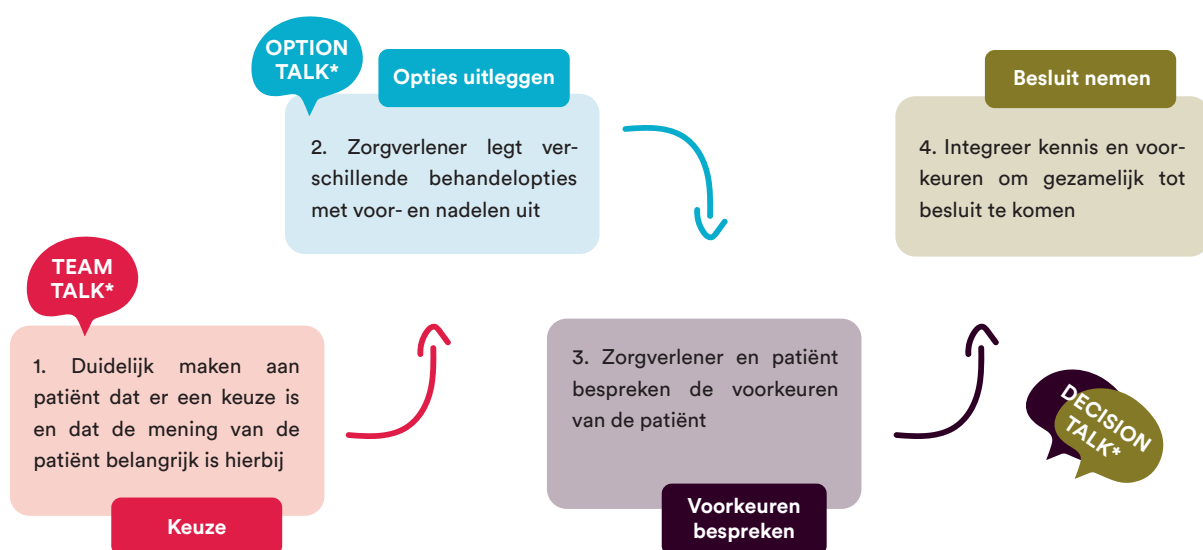 TEAM
TALK*
1. Duidelijk maken aan
patiënt dat er een keuze is
en dat de mening van de
patiënt belangrijk is hierbij
Keuze
OPTION
TALK*
Opties uitleggen
2. Zorgverlener legt ver-
schillende behandelopties
met voor- en nadelen uit
3. Zorgverlener en patiënt
bespreken de voorkeuren
van de patiënt
Voorkeuren
bespreken
Besluit nemen
4. Integreer kennis en voor-
keuren om gezamelijk tot
besluit te komen
DECISION
TALK*